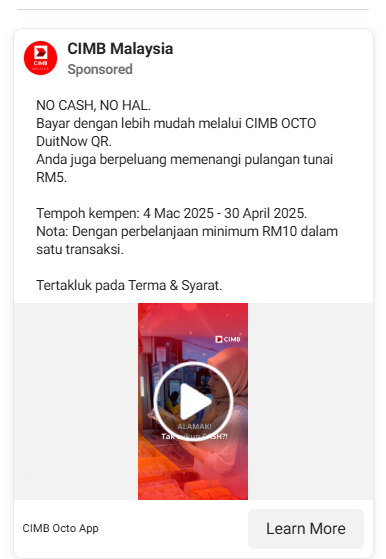 CIMB
CIMB Malaysia
Sponsored
NO CASH, NO HAL.
Bayar dengan lebih mudah melalui CIMB OCTO
DuitNow QR.
Anda juga berpeluang memenangi pulangan tunai
RM5.
Tempoh kempen: 4 Mac 2025 - 30 April 2025.
Nota: Dengan perbelanjaan minimum RM10 dalam
satu transaksi.
Tertakluk pada Terma & Syarat.
CIMB
ALAMAK!
Tak cukup CASH?!
CIMB Octo App
Learn More